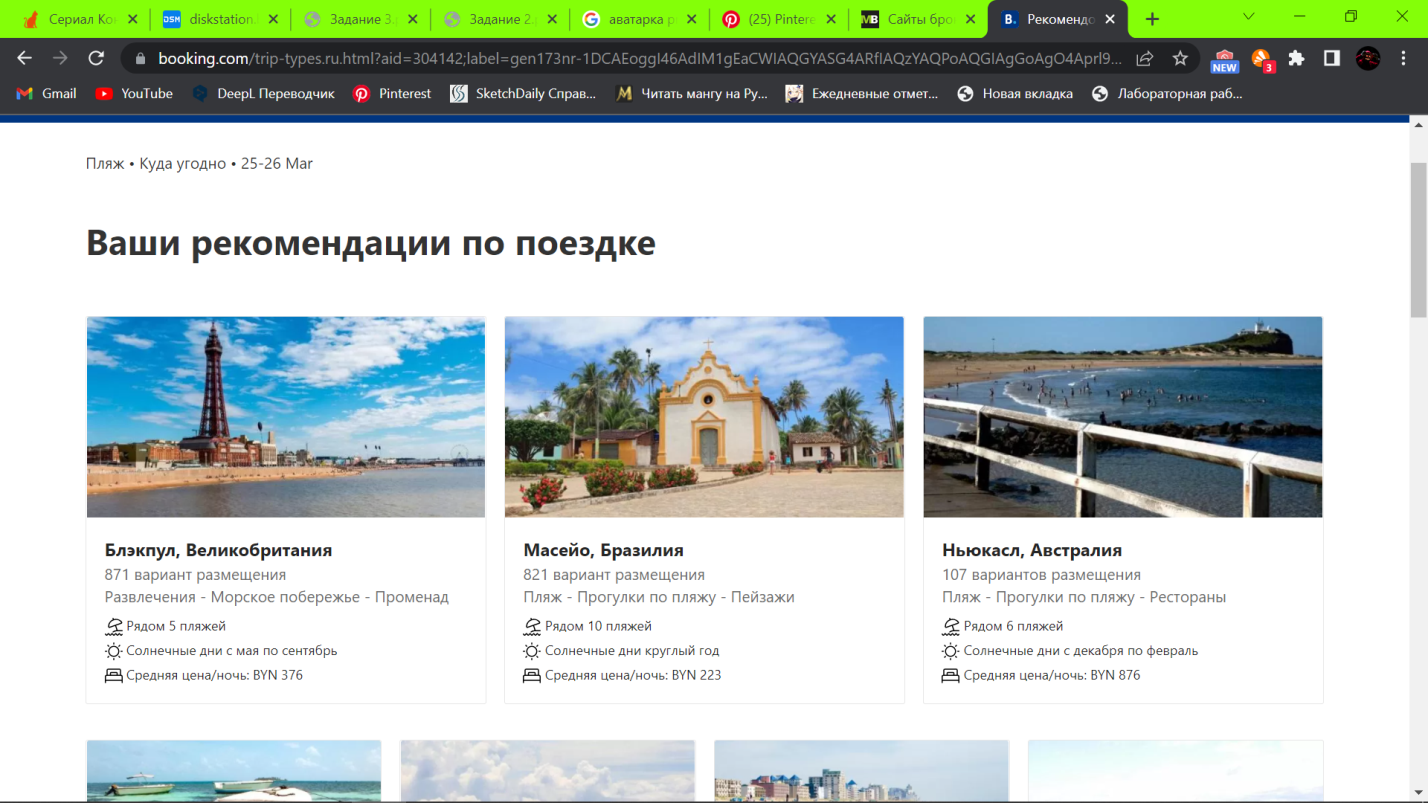 Сериал Ко
diskstation.
Задание 3.
Задание 2.
аватарка р
(25) Pintere
Сайты бро
Рекомендо
booking.com/trip-types.ru.html?aid=304142;label=gen173nr-1DCAEoggI46AdIM1gEaCWIAQGYASG4ARfIAQzYAQPoAQGIAgGoAgO4Aprl9...
NEW
3
Gmail
YouTube
DeepL Переводчик
Pinterest
SketchDaily Справ...
Читать мангу на Ру...
Ежедневные отмет...
Новая вкладка
Лабораторная раб...
Пляж • Куда угодно • 25-26 Mar
Ваши рекомендации по поездке
Блэкпул, Великобритания
871 вариант размещения
Развлечения - Морское побережье - Променад
Рядом 5 пляжей
Солнечные дни с мая по сентябрь
Средняя цена/ночь: BYN 376
Масейо, Бразилия
821 вариант размещения
Пляж - Прогулки по пляжу - Пейзажи
Рядом 10 пляжей
Солнечные дни круглый год
Средняя цена/ночь: BYN 223
Ньюкасл, Австралия
107 вариантов размещения
Пляж - Прогулки по пляжу - Рестораны
Рядом 6 пляжей
Солнечные дни с декабря по февраль
Средняя цена/ночь: BYN 876